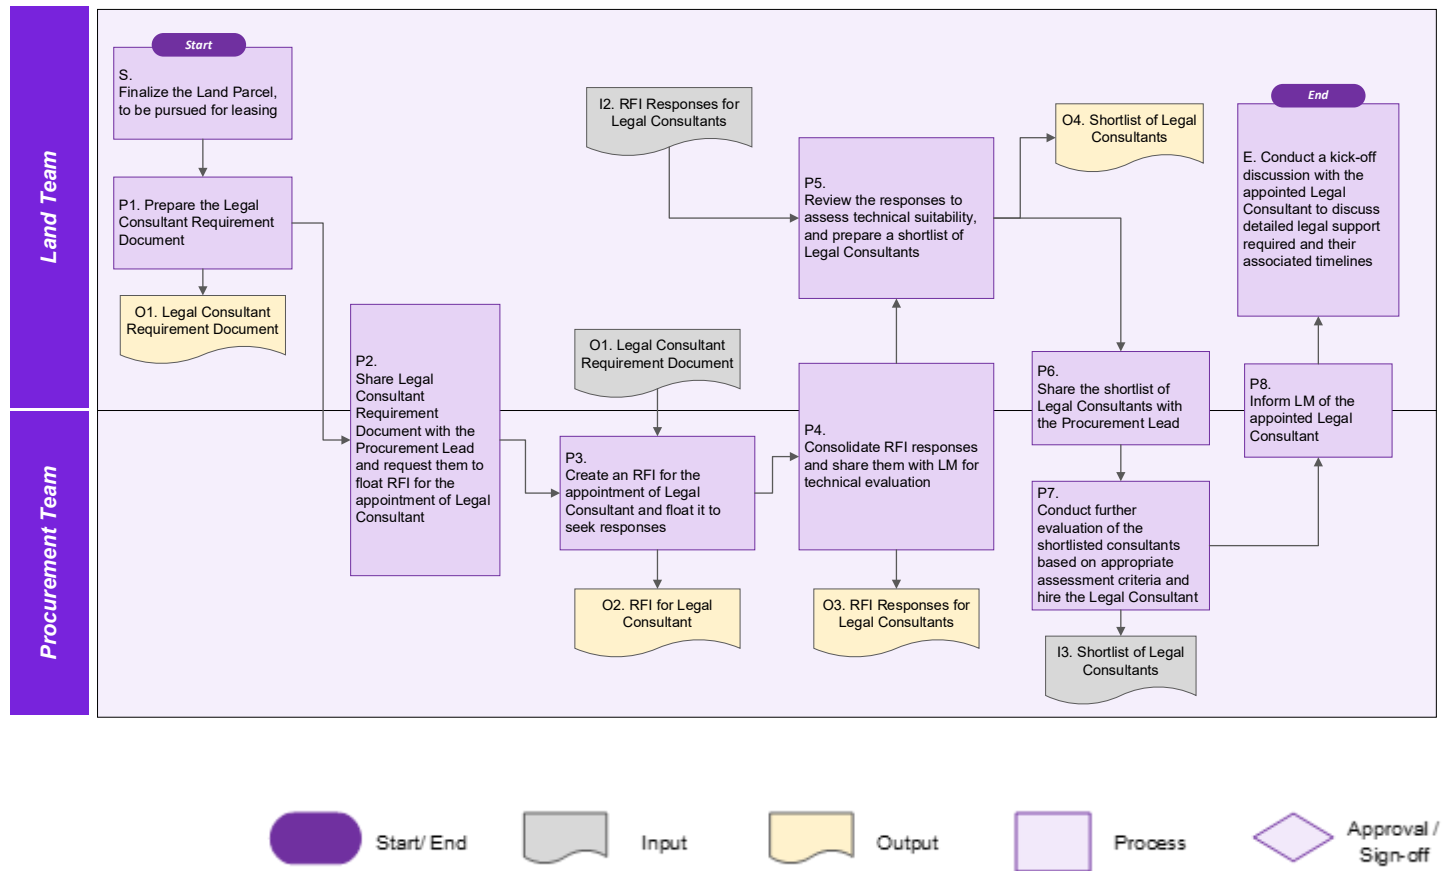 Land Team
Procurement Team
Start
S.
Finalize the Land Parcel,
to be pursued for leasing
P1. Prepare the Legal
Consultant Requirement
Document
O1. Legal Consultant
Requirement Document
P2.
Share Legal
Consultant
Requirement
Document with the
Procurement Lead
and request them to
float RFI for the
appointment of Legal
Consultant
I2. RFI Responses for
Legal Consultants
O1. Legal Consultant
Requirement Document
P3.
Create an RFI for the
appointment of Legal
Consultant and float it to
seek responses
O2. RFI for Legal
Consultant
P5.
Review the responses to
assess technical suitability,
and prepare a shortlist of
Legal Consultants
P4.
Consolidate RFI responses
and share them with LM for
technical evaluation
O3. RFI Responses for
Legal Consultants
O4. Shortlist of Legal
Consultants
P6.
Share the shortlist of
Legal Consultants with
the Procurement Lead
P7.
Conduct further
evaluation of the
shortlisted consultants
based on appropriate
assessment criteria and
hire the Legal Consultant
I3. Shortlist of Legal
Consultants
End
E. Conduct a kick-off
discussion with the
appointed Legal
Consultant to discuss
detailed legal support
required and their
associated timelines
P8.
Inform LM of the
appointed Legal
Consultant
Start/ End
Input
Output
Process
Approval /
Sign-off